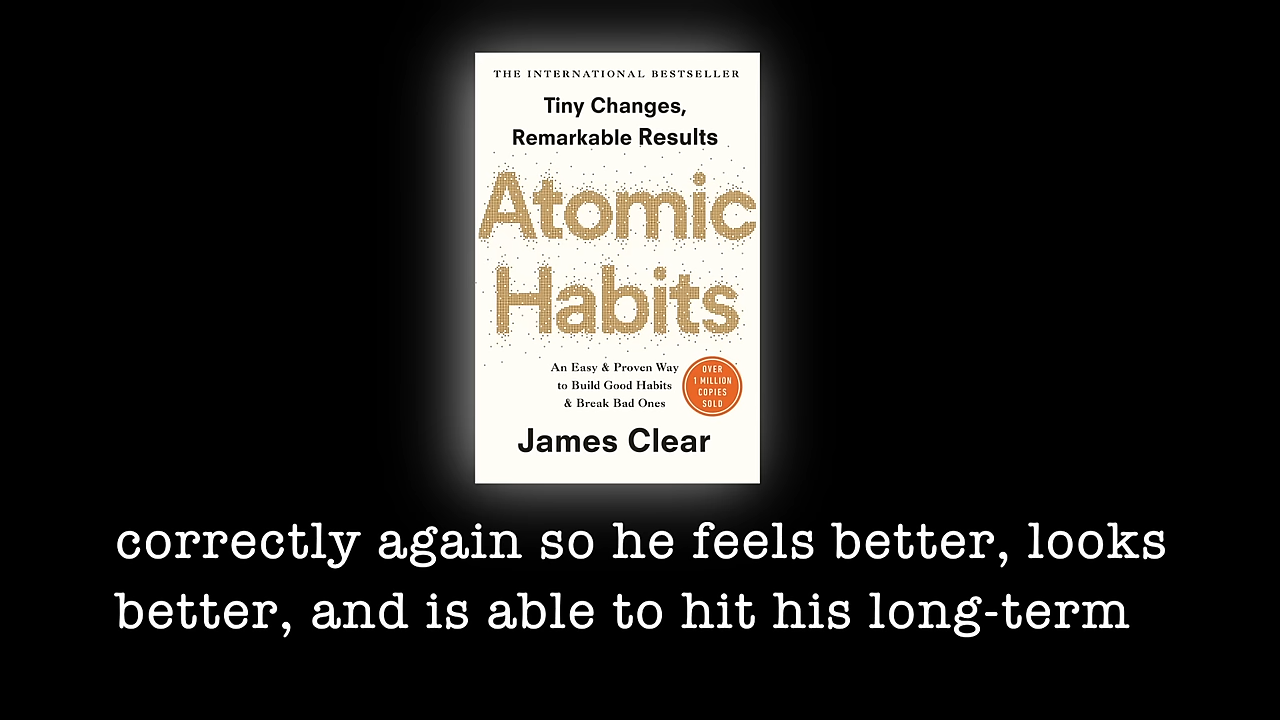 THE INTERNATIONAL BESTSELLER
Tiny Changes,
Remarkable Results
Atomic
Habits
An Easy & Proven Way
to Build Good Habits
& Break Bad Ones
OVER
1 MILLION
COPIES
SOLD
James Clear
correctly again so he feels better, looks
better, and is able to hit his long-term